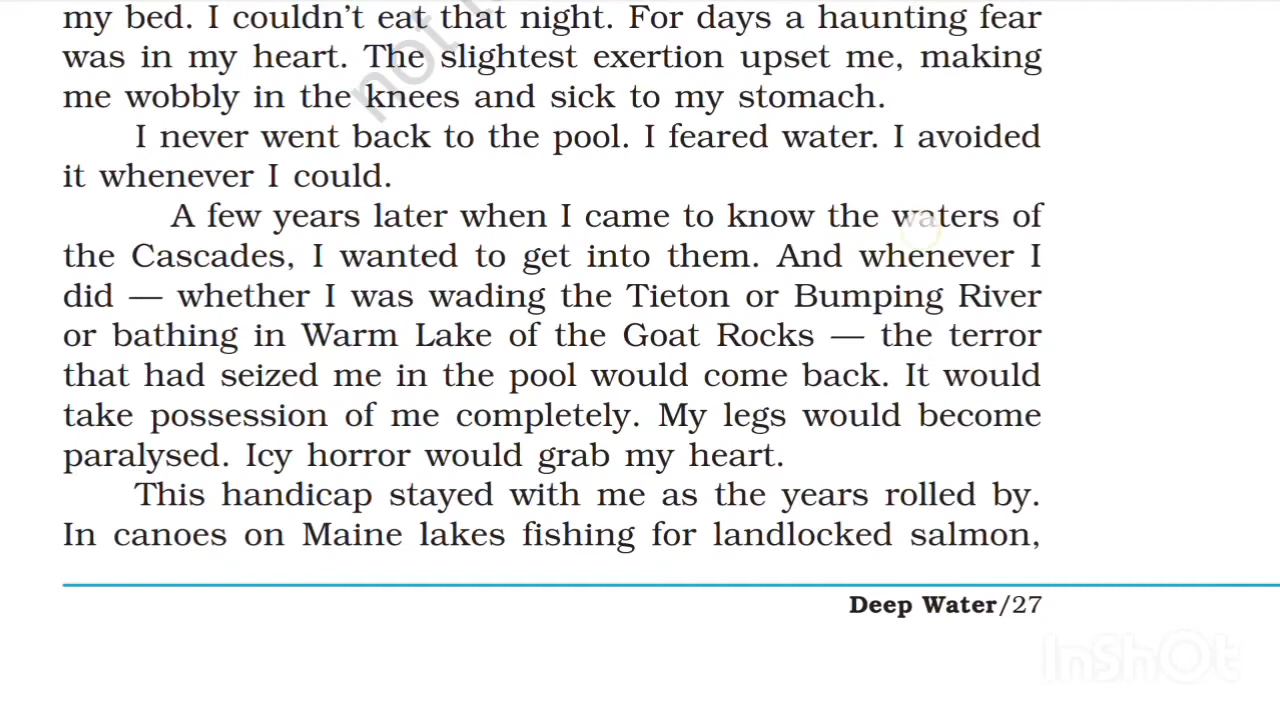 my bed. I couldn’t eat that night. For days a haunting fear
was in my heart. The slightest exertion upset me, making
me wobbly in the knees and sick to my stomach.
I never went back to the pool. I feared water. I avoided
it whenever I could.
A few years later when I came to know the waters of
the Cascades, I wanted to get into them. And whenever I
did — whether I was wading the Tieton or Bumping River
or bathing in Warm Lake of the Goat Rocks — the terror
that had seized me in the pool would come back. It would
take possession of me completely. My legs would become
paralysed. Icy horror would grab my heart.
This handicap stayed with me as the years rolled by.
In canoes on Maine lakes fishing for landlocked salmon,
Deep Water/27
not
InShOt